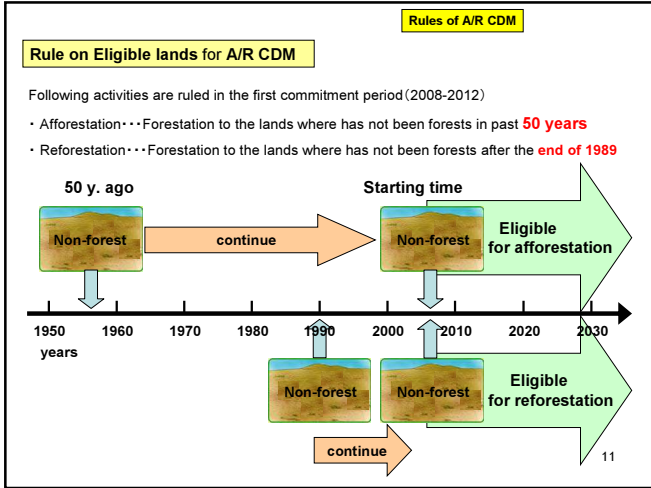 Rules of A/R CDM
Rule on Eligible lands for A/R CDM
Following activities are ruled in the first commitment period(2008-2012)
・ Afforestation・・・Forestation to the lands where has not been forests in past 50 years
・ Reforestation・・・Forestation to the lands where has not been forests after the end of 1989
50 y. ago Starting time
Non-forest continue Non-forest Eligible for afforestation
1950 1960 1970 1980 1990 2000 2010 2020 2030
years
Non-forest Non-forest Eligible for reforestation
continue
11